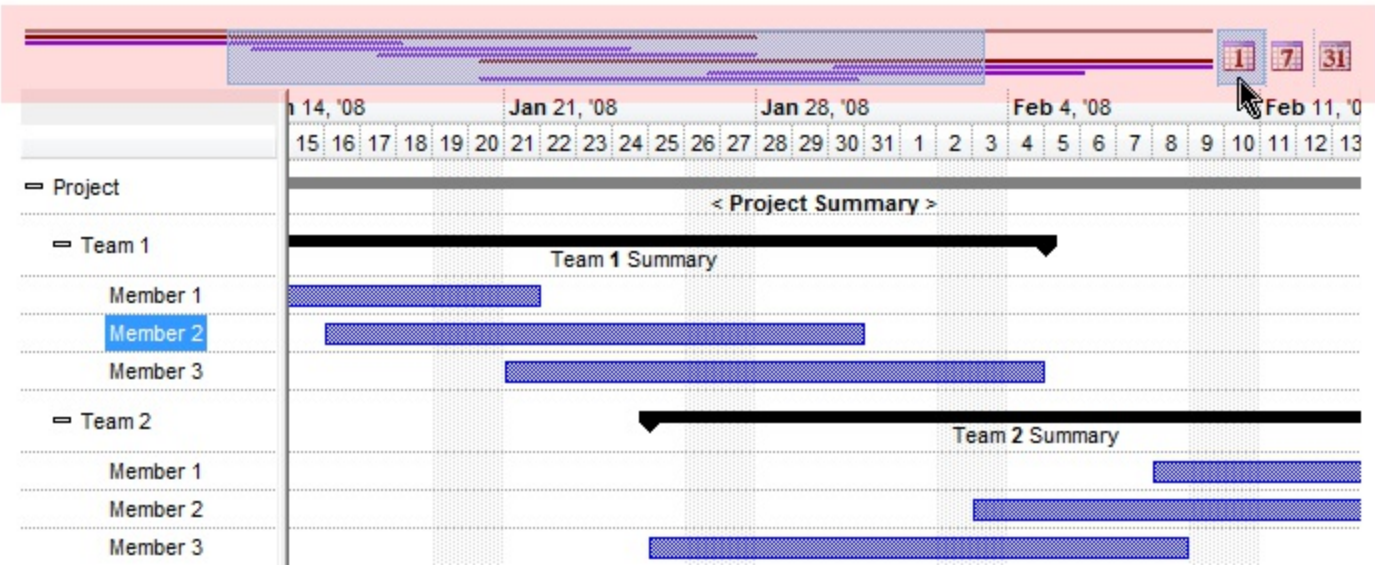 1 7 31
14, '08 Jan 21, '08 Jan 28, '08 Feb 4, '08 Feb 11, '0
15 16 17 18 19 20 21 22 23 24 25 26 27 28 29 30 31 1 2 3 4 5 6 7 8 9 10 11 12 13
Project
< Project Summary >
Team 1
Team 1 Summary
Member 1
Member 2
Member 3
Team 2
Team 2 Summary
Member 1
Member 2
Member 3